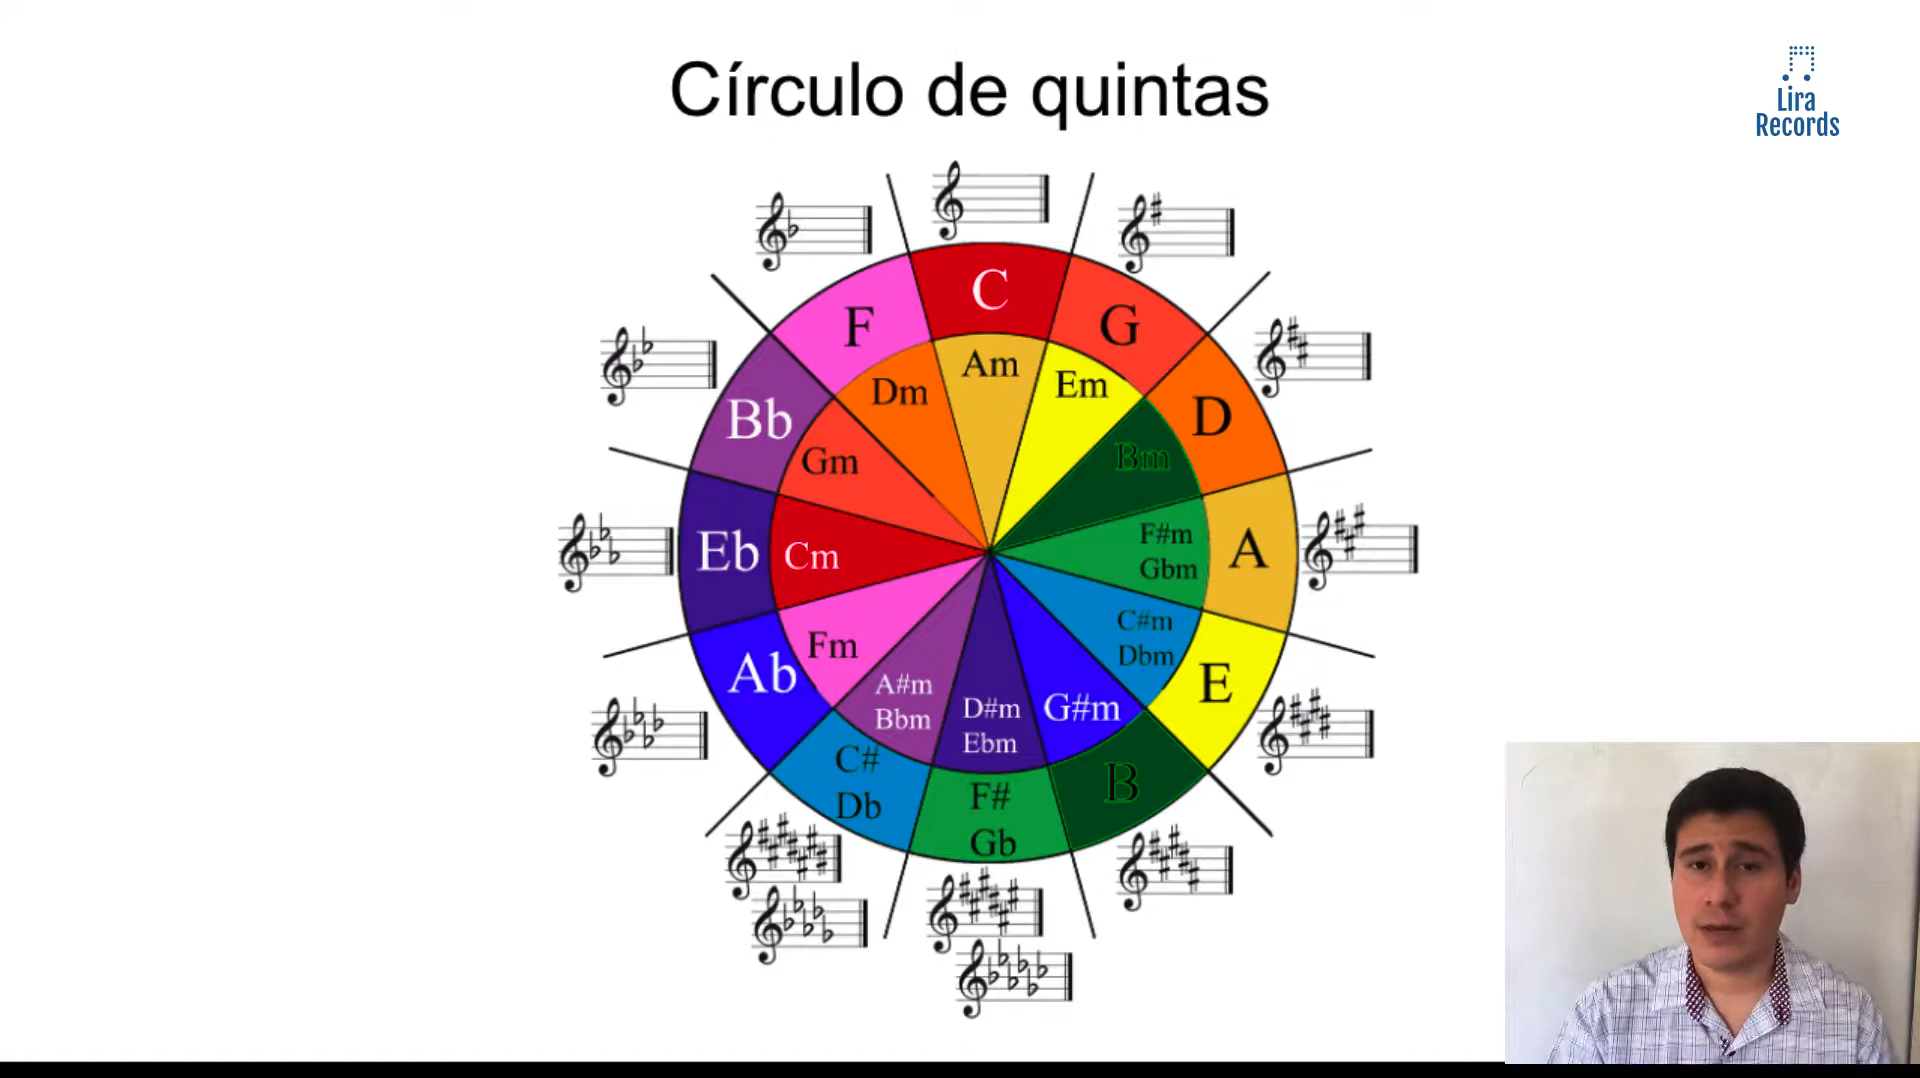 Círculo de quintas
Lira
Records
C
G
D
A
E
B
F#
Gb
C#
Db
Ab
Eb
Bb
F
Am
Em
Bm
F#m
Gbm
C#m
Dbm
G#m
D#m
Ebm
A#m
Bbm
Fm
Cm
Gm
Dm